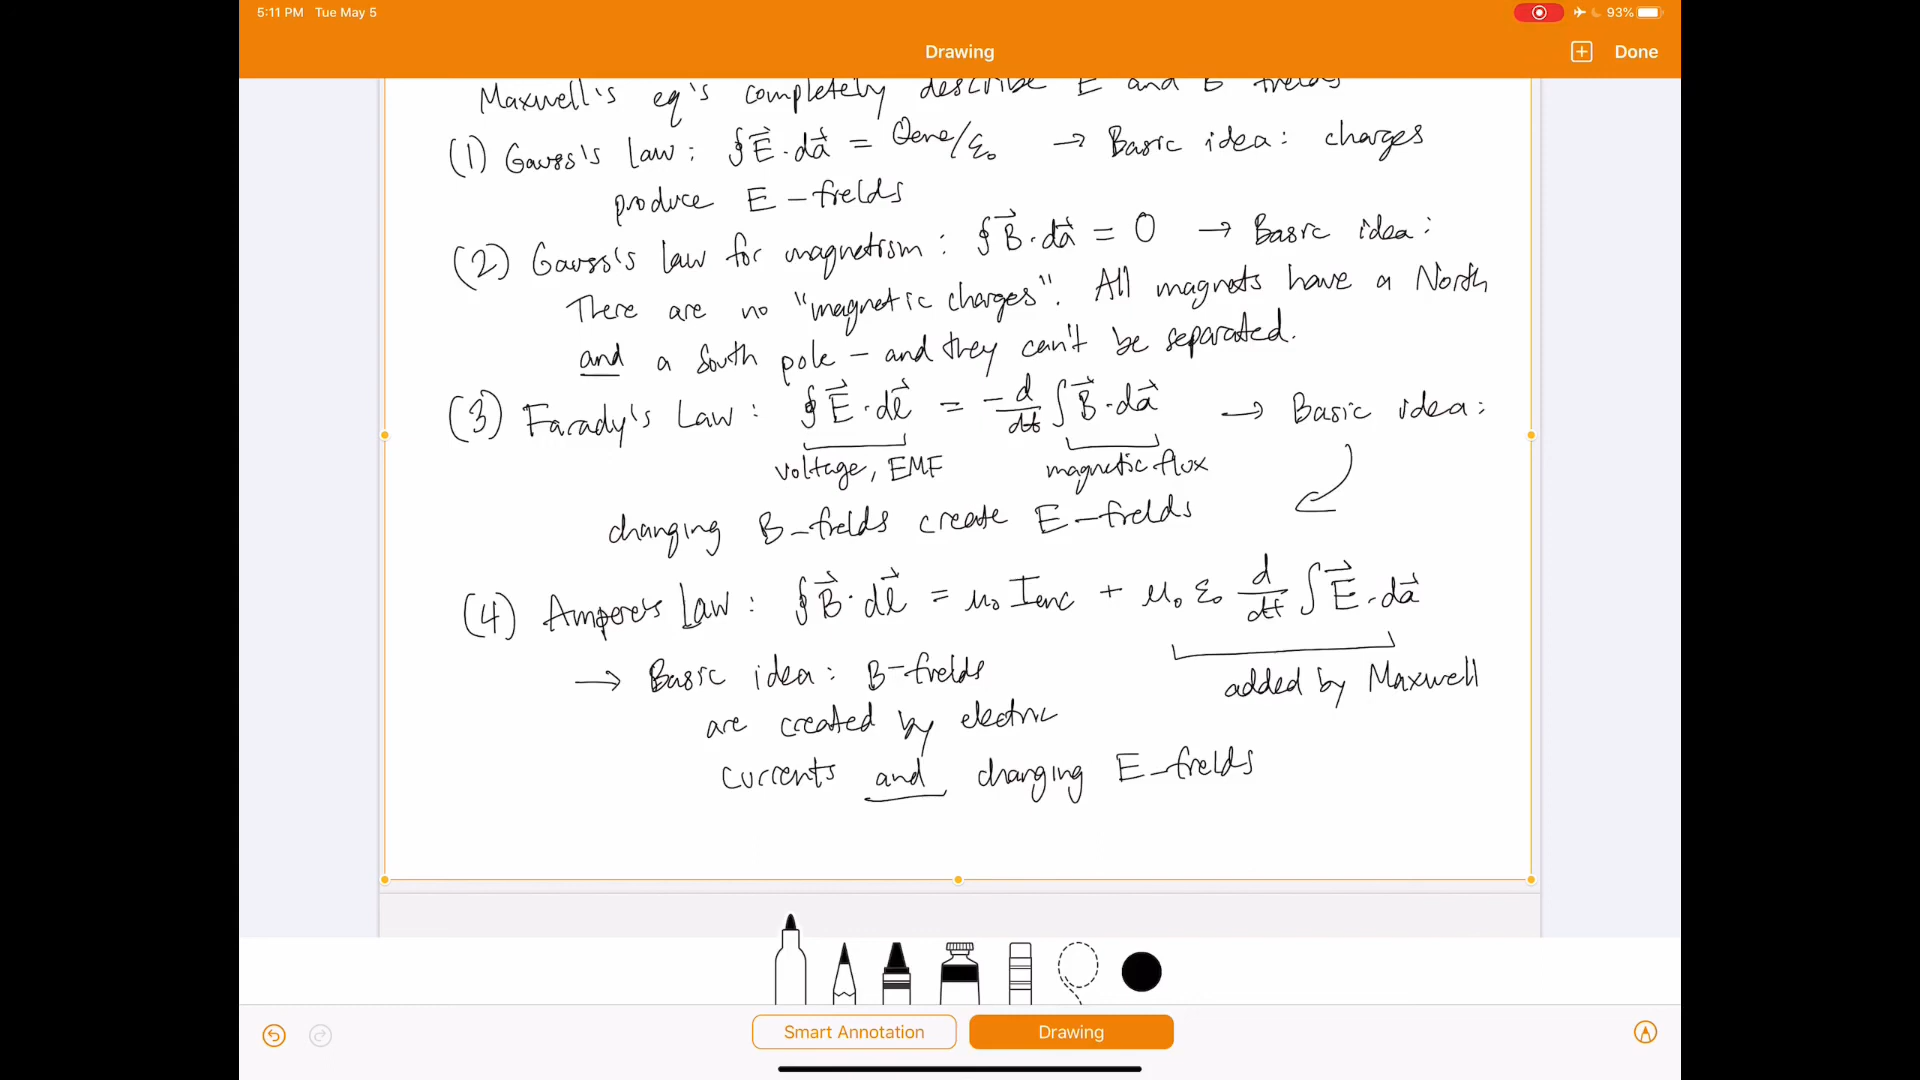 5:11 PM Tue May 5
93%
Drawing
Done
Maxwell's eq's completely describe E and B fields
(1) Gauss's law: ∮E⃗·da⃗ = Qenc/ε₀ → Basic idea: charges
produce E-fields
(2) Gauss's law for magnetism: ∮B⃗·da⃗ = 0 → Basic idea:
There are no "magnetic charges". All magnets have a North
and a South pole – and they can't be separated.
(3) Farady's Law: ∮E⃗·dℓ⃗ = -d/dt ∫B⃗·da⃗ → Basic idea:
voltage, EMF magnetic flux
changing B-fields create E-fields
(4) Ampere's Law: ∮B⃗·dℓ⃗ = μ₀ Ienc + μ₀ ε₀ d/dt ∫E⃗·da⃗
→ Basic idea: B-fields
added by Maxwell
are created by electric
currents and changing E-fields
Smart Annotation
Drawing